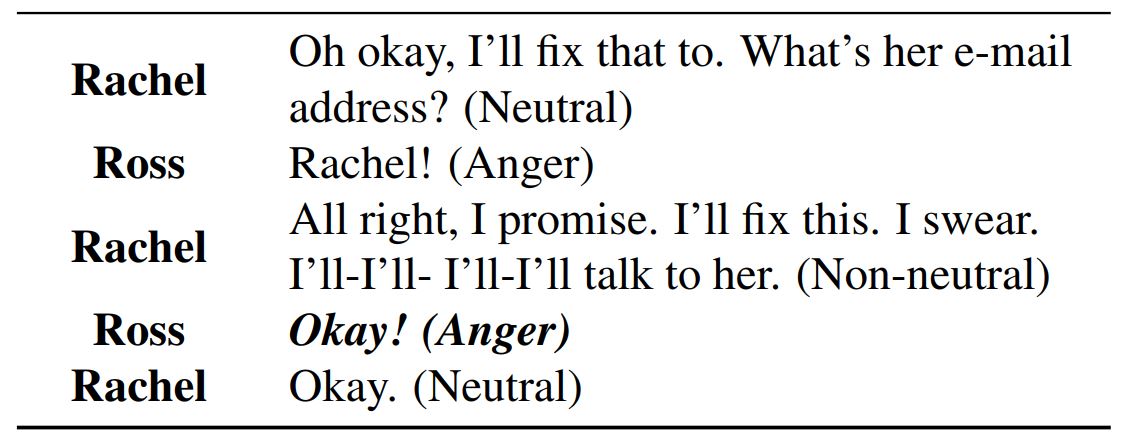 Rachel
Oh okay, I'll fix that to. What's her e-mail
address? (Neutral)
Ross
Rachel! (Anger)
Rachel
All right, I promise. I'll fix this. I swear.
I'll-I'll- I'll-I'll talk to her. (Non-neutral)
Ross
Okay! (Anger)
Rachel
Okay. (Neutral)